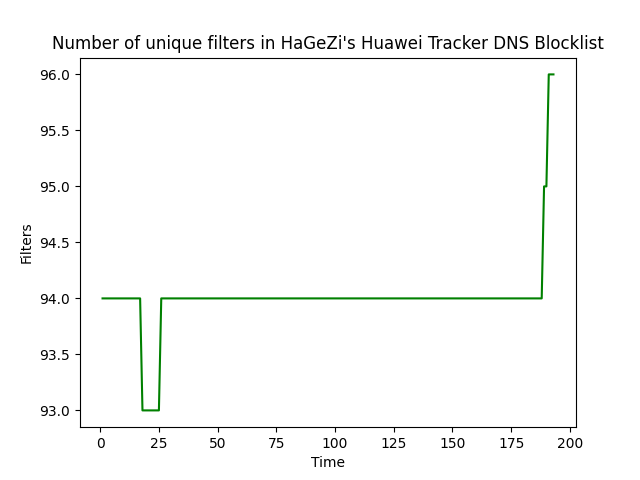 Number of unique filters in HaGeZi's Huawei Tracker DNS Blocklist
96.0
95.5
95.0
94.5
94.0
93.5
93.0
Filters
0 25 50 75 100 125 150 175 200
Time